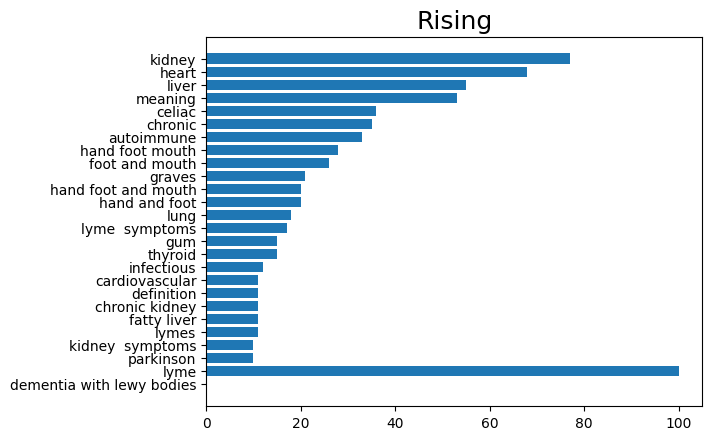 Rising
kidney
heart
liver
meaning
celiac
chronic
autoimmune
hand foot mouth
foot and mouth
graves
hand foot and mouth
hand and foot
lung
lyme  symptoms
gum
thyroid
infectious
cardiovascular
definition
chronic kidney
fatty liver
lymes
kidney  symptoms
parkinson
lyme
dementia with lewy bodies
0 20 40 60 80 100